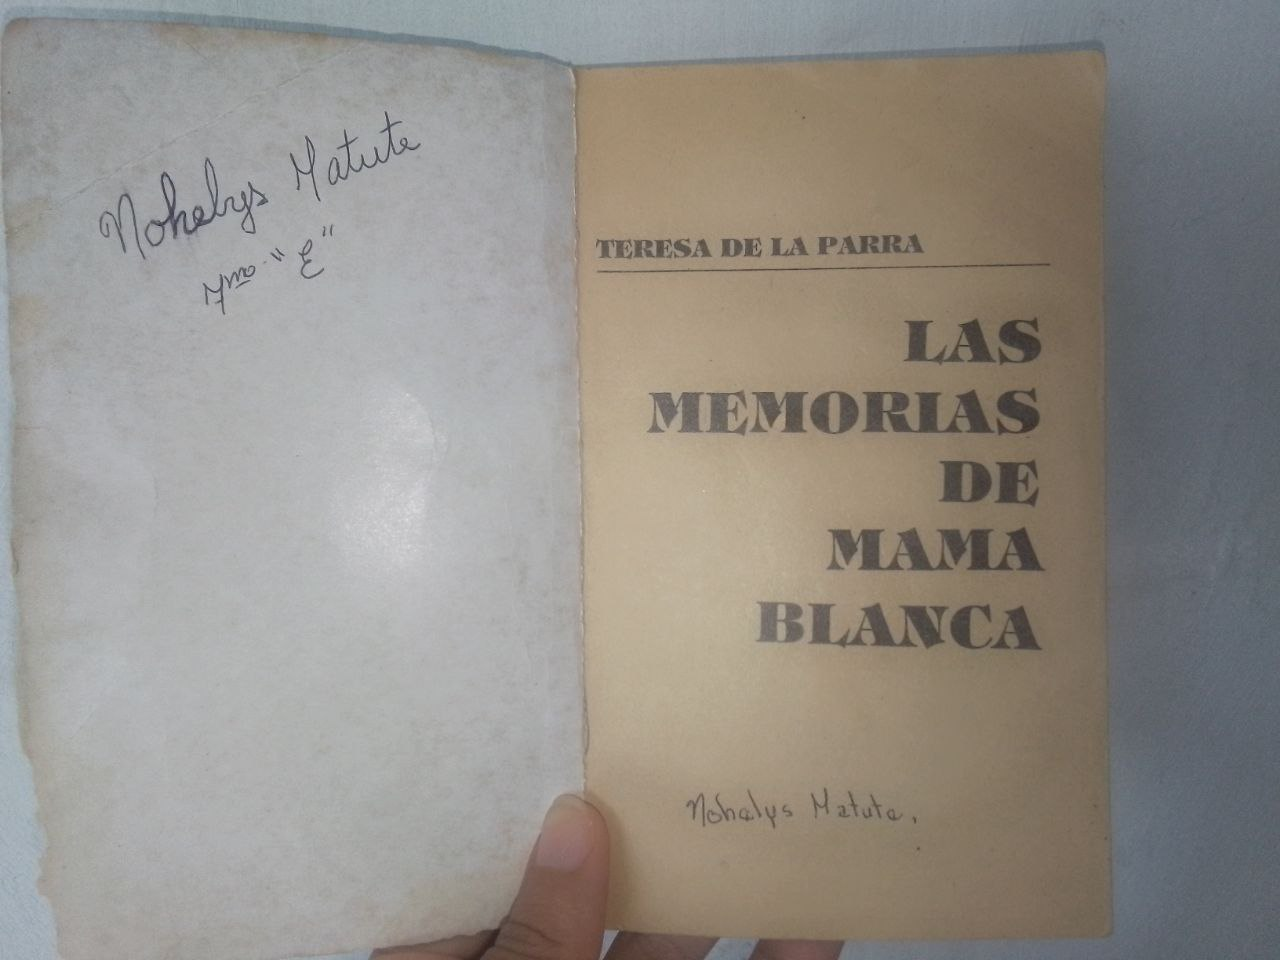 Nohelys Matute
7mo. "E"
TERESA DE LA PARRA
LAS
MEMORIAS
DE
MAMA
BLANCA
Nohelys Matute.